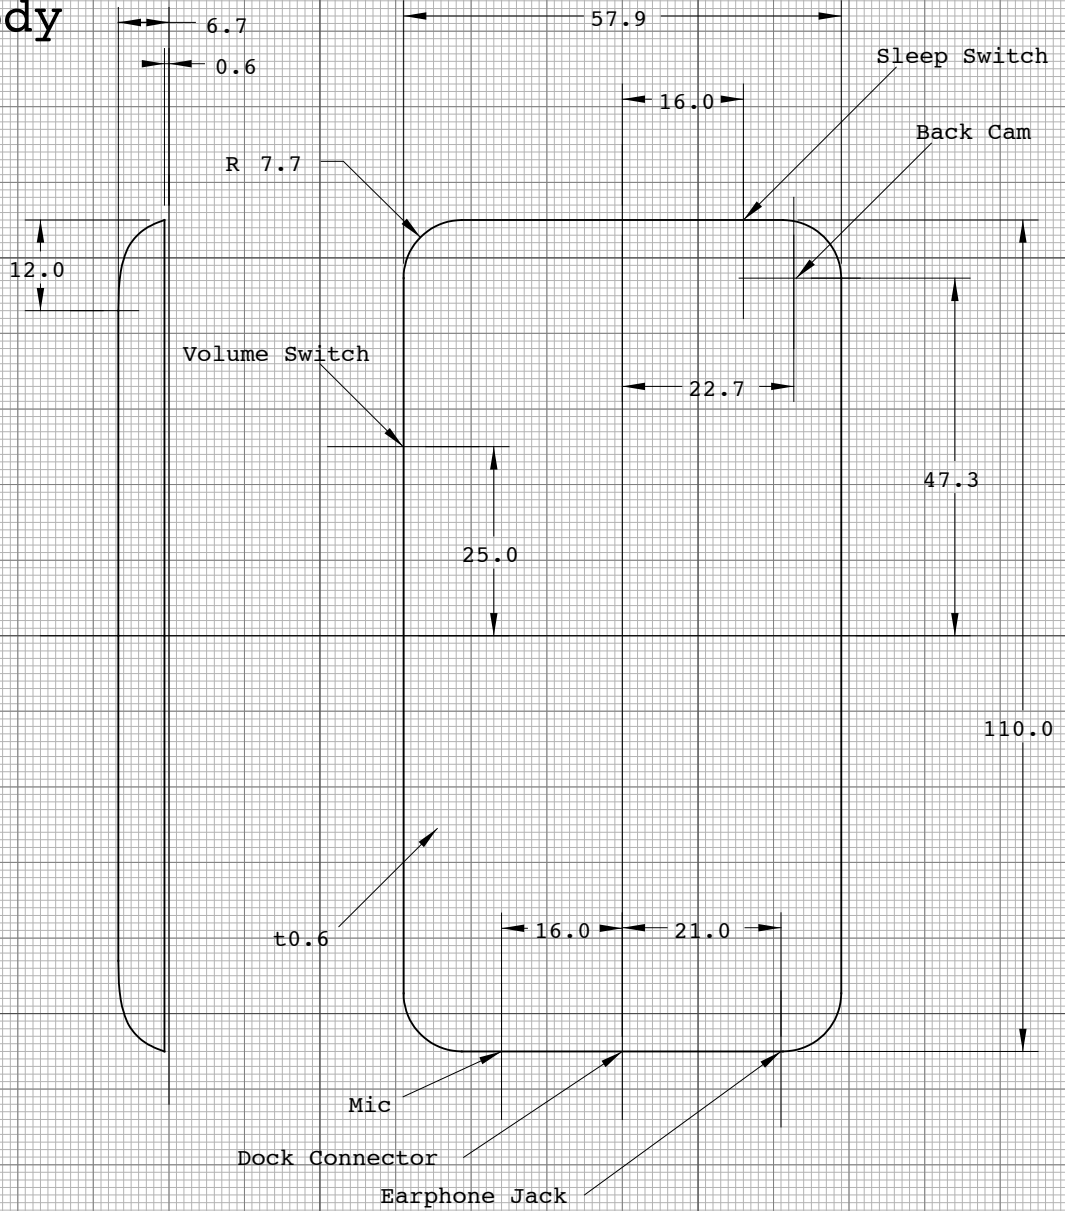 dy
6.7
57.9
0.6
Sleep Switch
16.0
Back Cam
R 7.7
12.0
Volume Switch
22.7
47.3
25.0
110.0
t0.6
16.0
21.0
Mic
Dock Connector
Earphone Jack